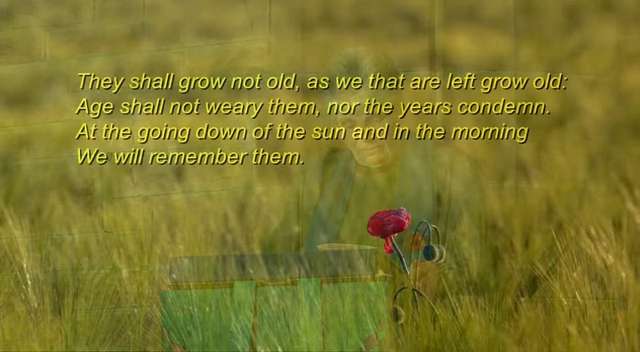 They shall grow not old, as we that are left grow old:
Age shall not weary them, nor the years condemn.
At the going down of the sun and in the morning
We will remember them.